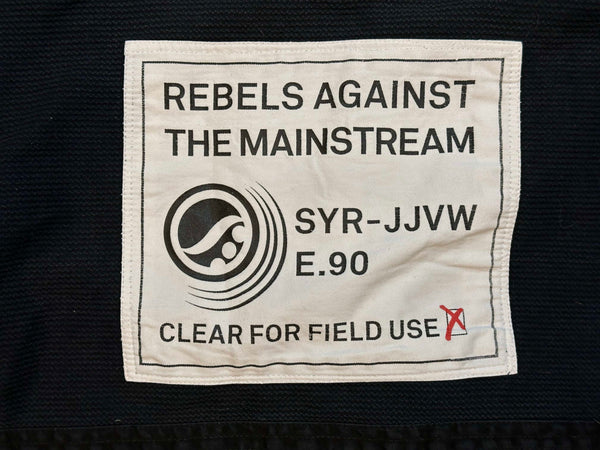 REBELS AGAINST
THE MAINSTREAM
SYR-JJVW
E.90
CLEAR FOR FIELD USE